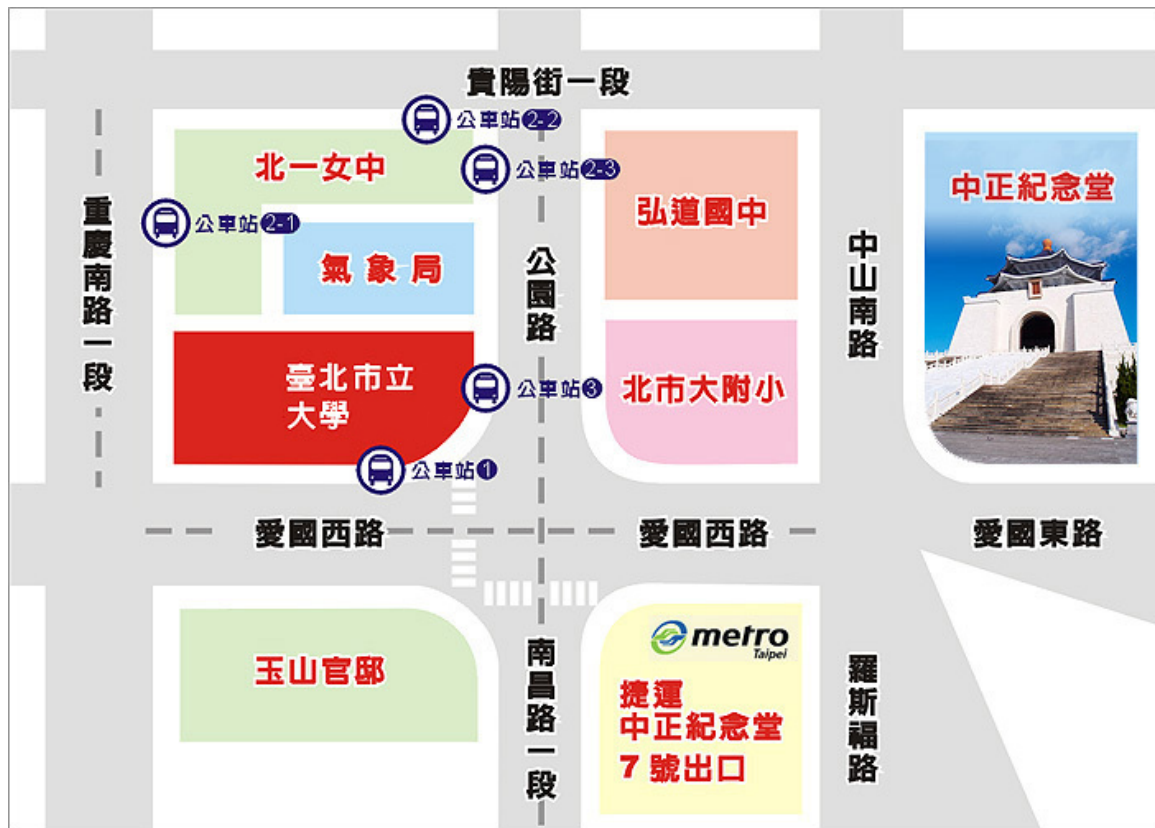 貴陽街一段
公車站2-2
北一女中
公車站2-3
中正紀念堂
弘道國中
公車站2-1
重慶南路一段
氣象局
公園路
中山南路
臺北市立
大學
公車站3
北市大附小
公車站1
愛國西路
愛國西路
愛國東路
metro
Taipei
玉山官邸
南昌路一段
捷運
中正紀念堂
7號出口
羅斯福路